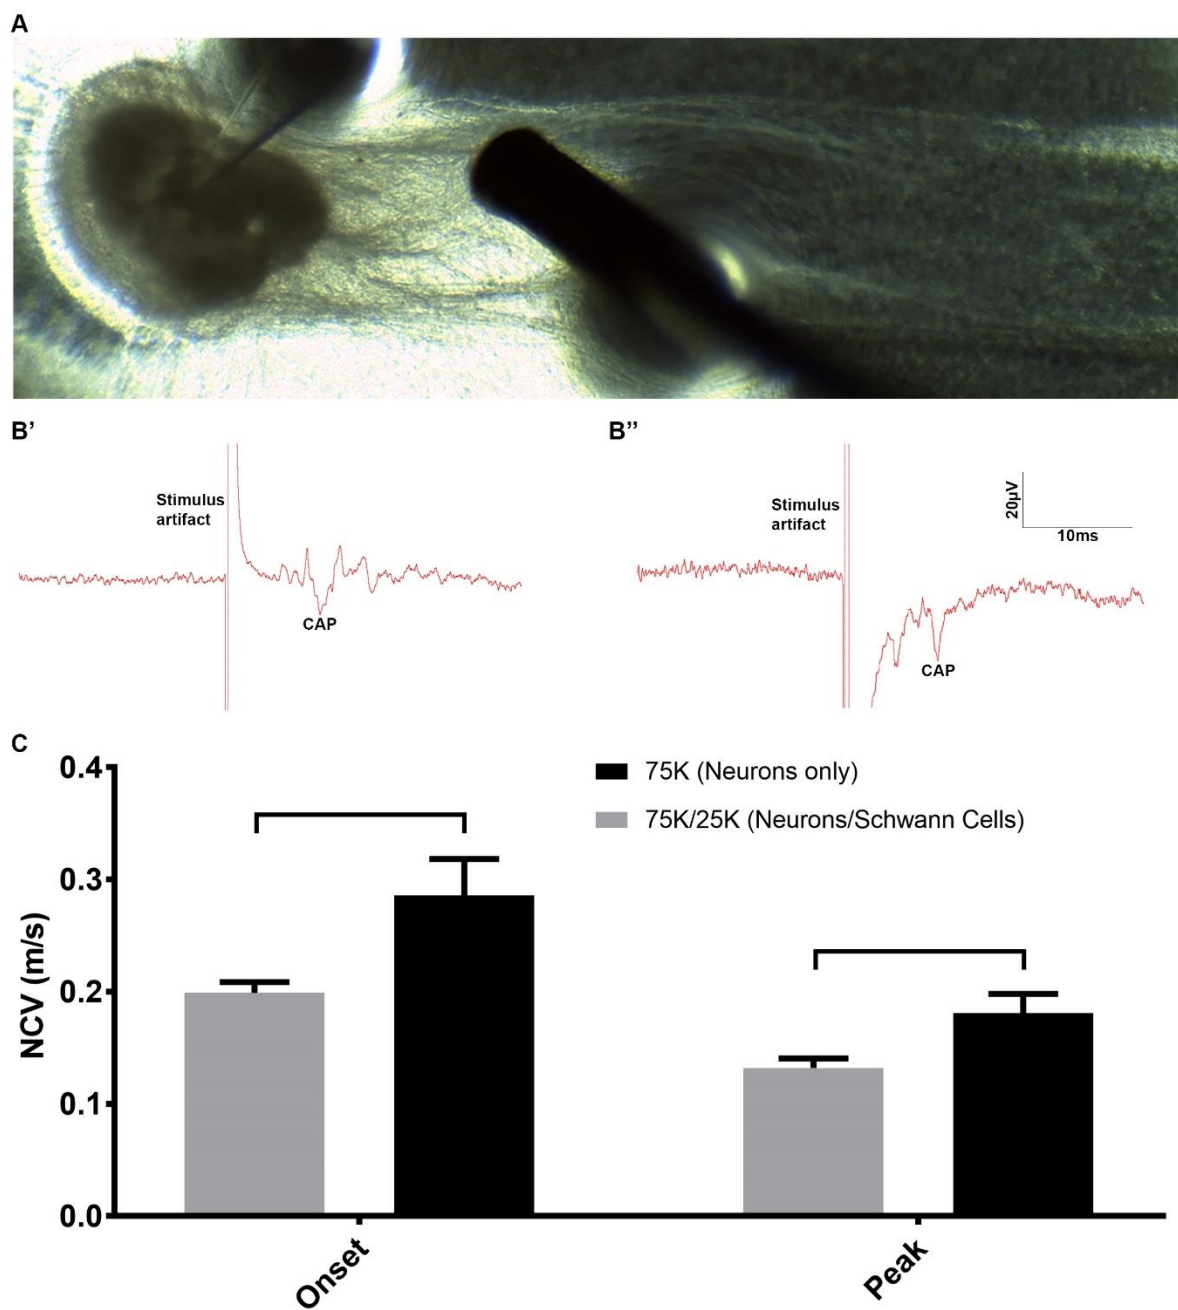 A
B’
B”
Stimulus
artifact
CAP
Stimulus
artifact
20µV
10ms
CAP
C
0.4
0.3
0.2
0.1
0.0
NCV (m/s)
75K (Neurons only)
75K/25K (Neurons/Schwann Cells)
Onset
Peak